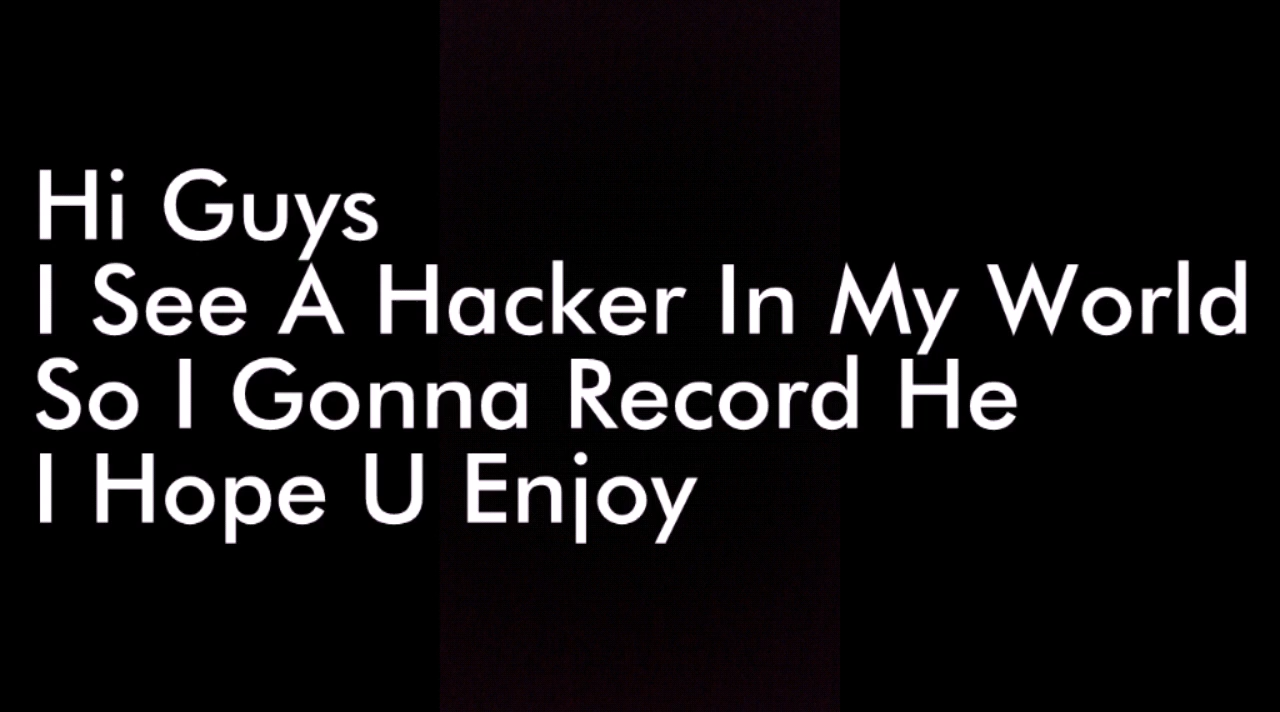 Hi Guys
I See A Hacker In My World
So I Gonna Record He
I Hope U Enjoy